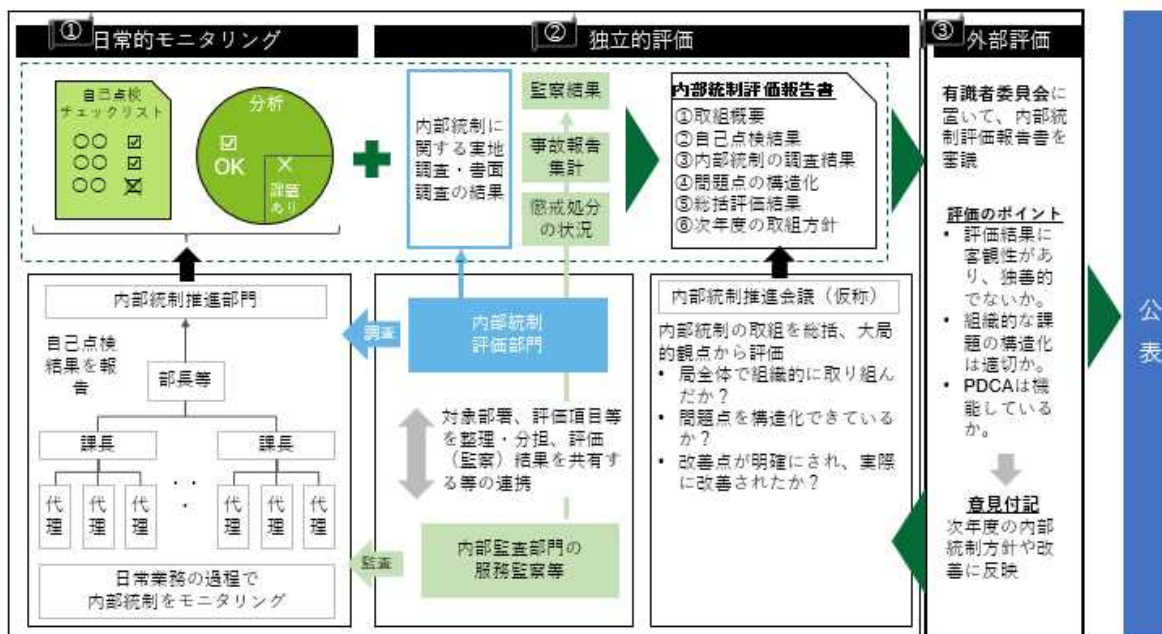 ① 日常的モニタリング
② 独立的評価
③ 外部評価
自己点検
チェックリスト
○○ ☑
○○ ☑
○○ ☒
分析
☑
OK
×
課題
あり
内部統制に
関する実地
調査・書面
調査の結果
監察結果
事故報告
集計
懲戒処分
の状況
内部統制評価報告書
①取組概要
②自己点検結果
③内部統制の調査結果
④問題点の構造化
⑤総括評価結果
⑥次年度の取組方針
有識者委員会に
置いて、内部統
制評価報告書を
審議
評価のポイント
• 評価結果に
客観性があ
り、独善的
でないか。
• 組織的な課
題の構造化
は適切か。
• PDCAは機
能している
か。
意見付記
次年度の内部
統制方針や改
善に反映
公
表
内部統制推進部門
自己点検
結果を報
告
部長等
課長
課長
代理
代理
代理
・・・
代理
代理
代理
日常業務の過程で
内部統制をモニタリング
調査
内部統制
評価部門
対象部署、評価項目等
を整理・分担、評価
（監察）結果を共有す
る等の連携
監査
内部監査部門の
服務監察等
内部統制推進会議（仮称）
内部統制の取組を総括、大局
的観点から評価
• 局全体で組織的に取り組ん
だか？
• 問題点を構造化できている
か？
• 改善点が明確にされ、実際
に改善されたか？